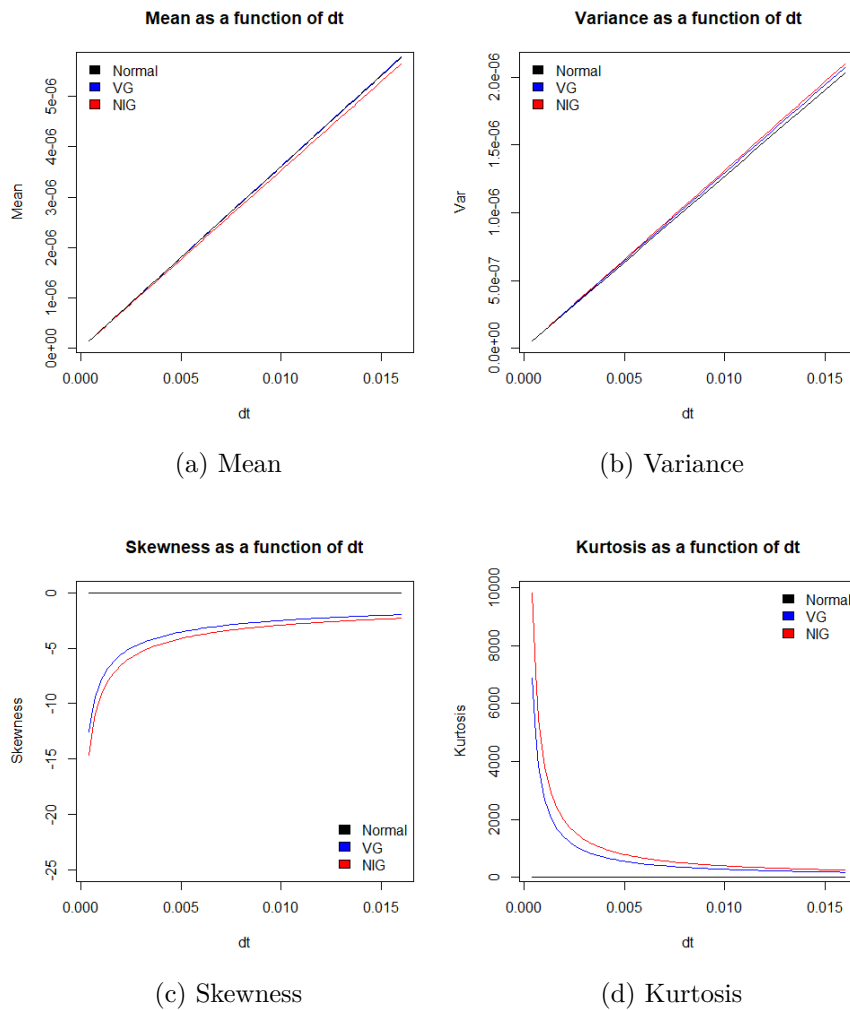 Mean as a function of dt
Normal
VG
NIG
Mean
0e+00 1e-06 2e-06 3e-06 4e-06 5e-06
0.000 0.005 0.010 0.015
dt
(a) Mean
Variance as a function of dt
Normal
VG
NIG
Var
0.0e+00 5.0e-07 1.0e-06 1.5e-06 2.0e-06
0.000 0.005 0.010 0.015
dt
(b) Variance
Skewness as a function of dt
Skewness
0 -5 -10 -15 -20 -25
Normal
VG
NIG
0.000 0.005 0.010 0.015
dt
(c) Skewness
Kurtosis as a function of dt
Normal
VG
NIG
Kurtosis
0 2000 4000 6000 8000 10000
0.000 0.005 0.010 0.015
dt
(d) Kurtosis